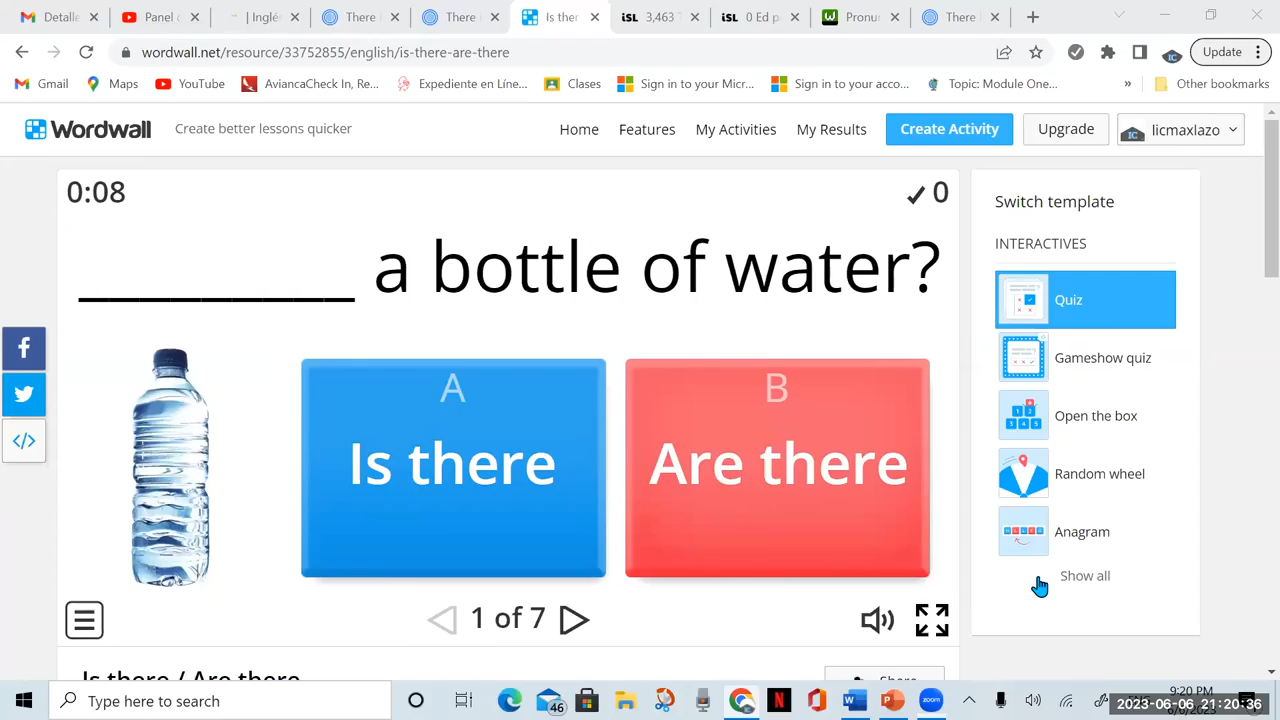 Detalle
Panel c
Inglé
There
There
Is ther
iSL 3,463 T
iSL 0 Ed p
Pronu
There I
wordwall.net/resource/33752855/english/is-there-are-there
Update
Gmail
Maps
YouTube
AviancaCheck In, Re...
Expediente en Líne...
Clases
Sign in to your Micr...
Sign in to your acco...
Topic: Module One...
»
Other bookmarks
Wordwall
Create better lessons quicker
Home
Features
My Activities
My Results
Create Activity
Upgrade
licmaxlazo
0:08
0
_________ a bottle of water?
A
Is there
B
Are there
1 of 7
Is there / Are there
Share
Switch template
INTERACTIVES
Quiz
Gameshow quiz
Open the box
Random wheel
Anagram
Show all
Type here to search
46
zoom
9:20 PM
2023-06-06 21:20:36